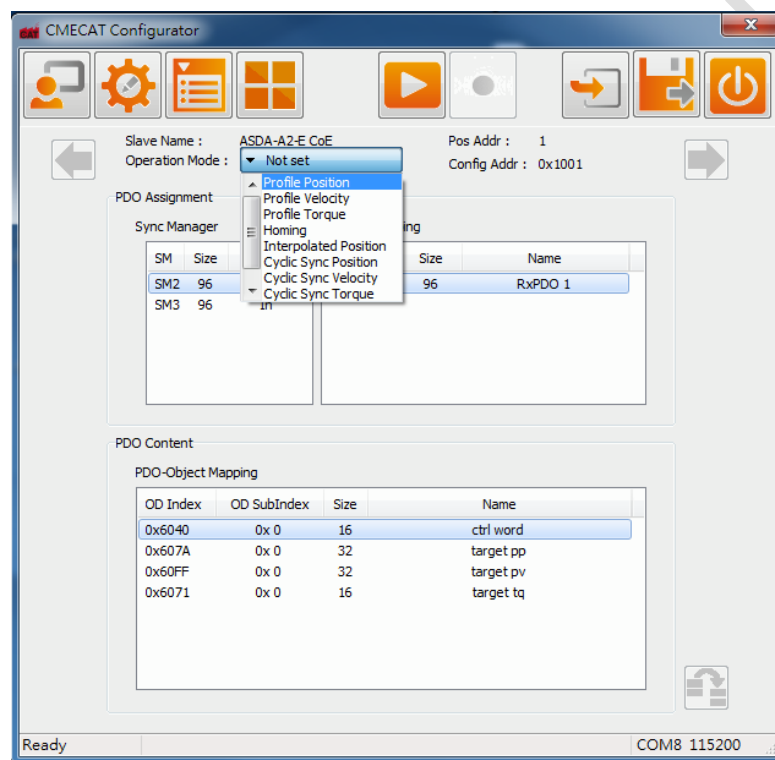 CAT CMECAT Configurator
Slave Name : ASDA-A2-E CoE Pos Addr : 1
Operation Mode : Not set Config Addr : 0x1001
Profile Position
Profile Velocity
Profile Torque
Homing
Interpolated Position
Cyclic Sync Position
Cyclic Sync Velocity
Cyclic Sync Torque
PDO Assignment
Sync Manager ing
SM Size Size Name
SM2 96 96 RxPDO 1
SM3 96 In
PDO Content
PDO-Object Mapping
OD Index OD SubIndex Size Name
0x6040 0x 0 16 ctrl word
0x607A 0x 0 32 target pp
0x60FF 0x 0 32 target pv
0x6071 0x 0 16 target tq
Ready COM8 115200